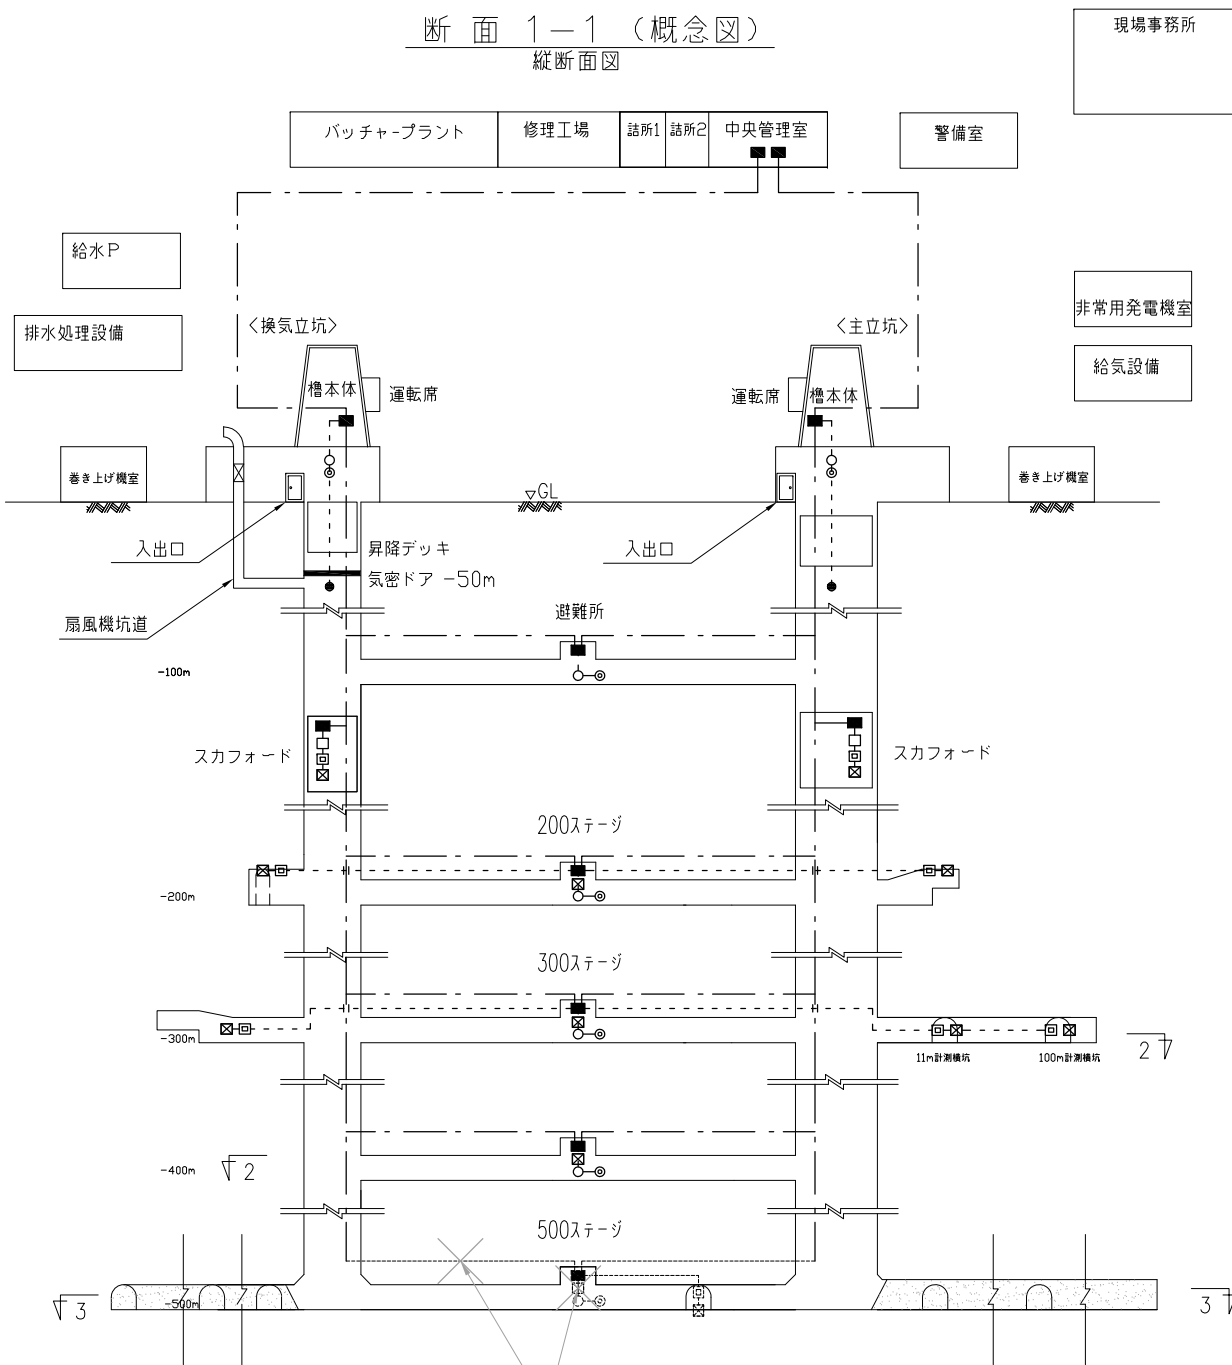 断面 1-1 (概念図)
縦断面図
現場事務所
バッチャープラント
修理工場
詰所1
詰所2
中央管理室
警備室
給水P
排水処理設備
非常用発電機室
給気設備
<換気立坑>
<主立坑>
櫓本体
運転席
運転席
櫓本体
巻き上げ機室
巻き上げ機室
GL
入出口
入出口
昇降デッキ
気密ドア -50m
扇風機坑道
避難所
-100m
スカフォード
スカフォード
200ステージ
-200m
300ステージ
-300m
11m計測横坑
100m計測横坑
2
2
-400m
500ステージ
-500m
3
3